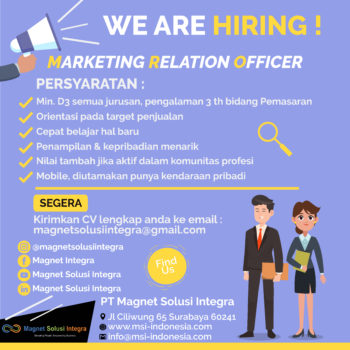 WE ARE HIRING !
MARKETING RELATION OFFICER
PERSYARATAN :
Min. D3 semua jurusan, pengalaman 3 th bidang Pemasaran
Orientasi pada target penjualan
Cepat belajar hal baru
Penampilan & kepribadian menarik
Nilai tambah jika aktif dalam komunitas profesi
Mobile, diutamakan punya kendaraan pribadi
SEGERA
Kirimkan CV lengkap anda ke email :
magnetsolusiintegra@gmail.com
@magnetsolusiintegra
Magnet Integra
Magnet Solusi Integra
Magnet Solusi Integra
Find
Us
PT Magnet Solusi Integra
Jl Ciliwung 65 Surabaya 60241
www.msi-indonesia.com
info@msi-indonesia.com
Magnet Solusi Integra